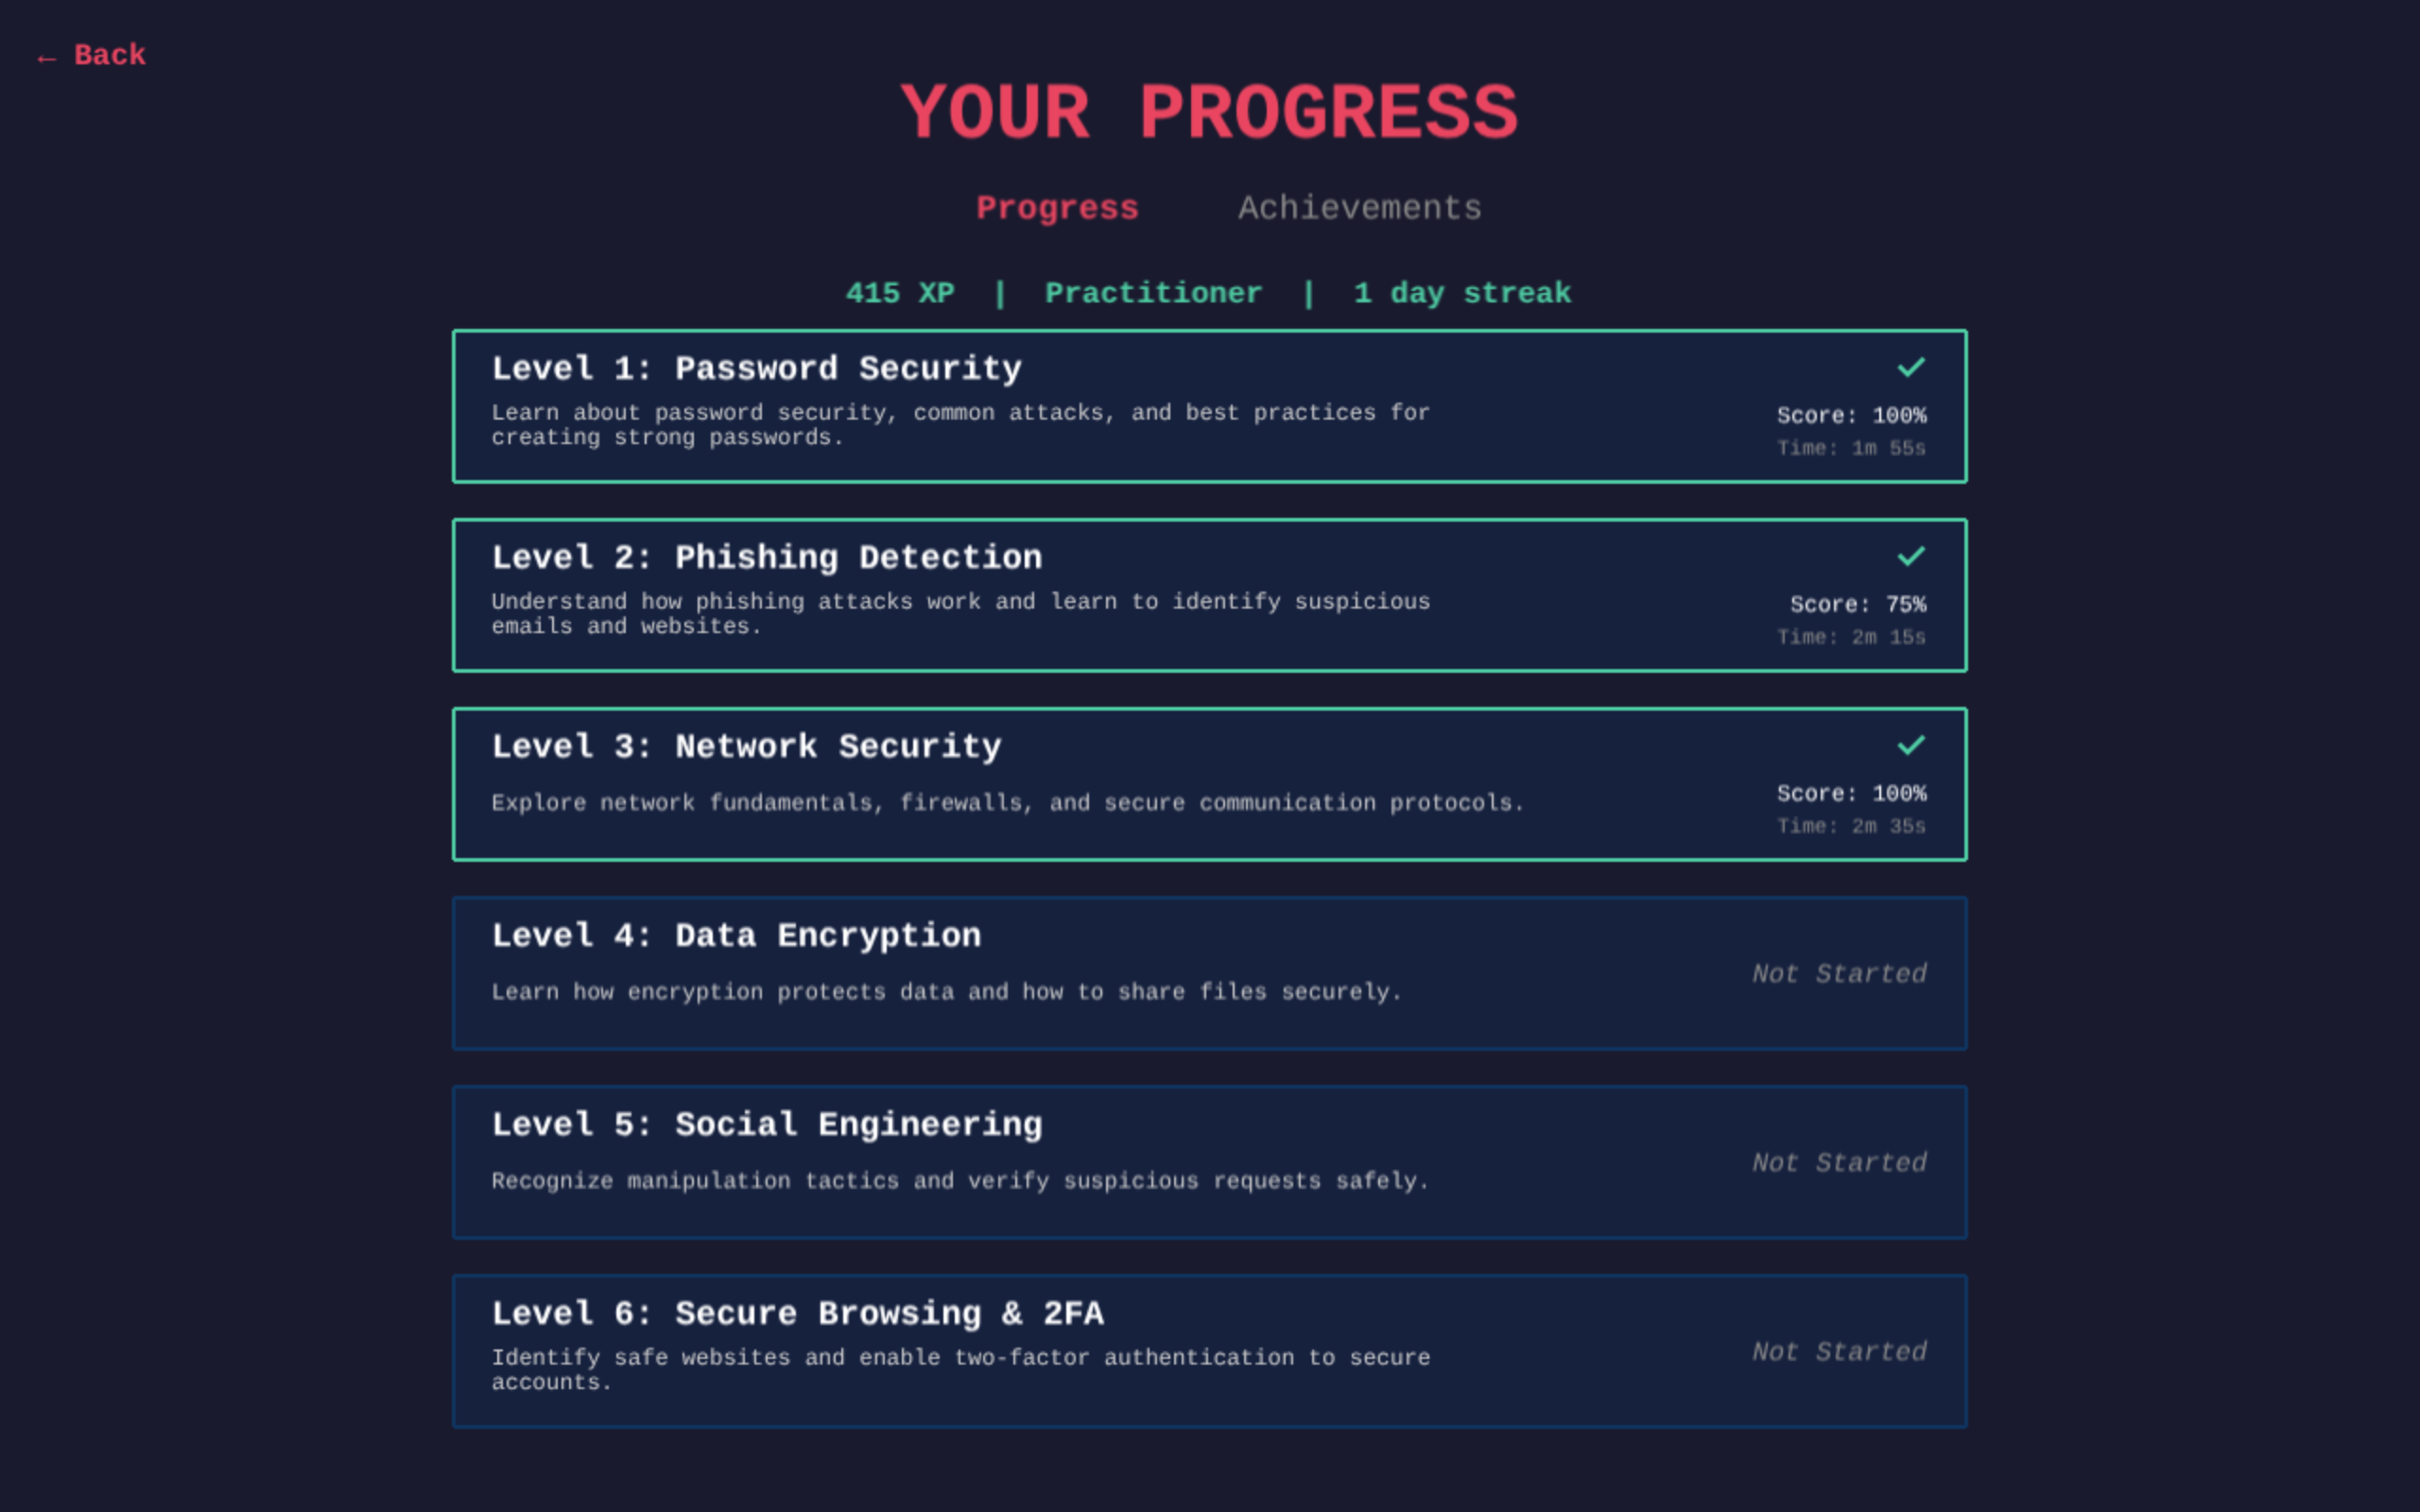 ← Back
YOUR PROGRESS
Progress Achievements
415 XP | Practitioner | 1 day streak
Level 1: Password Security
Learn about password security, common attacks, and best practices for
creating strong passwords.
✓
Score: 100%
Time: 1m 55s
Level 2: Phishing Detection
Understand how phishing attacks work and learn to identify suspicious
emails and websites.
✓
Score: 75%
Time: 2m 15s
Level 3: Network Security
Explore network fundamentals, firewalls, and secure communication protocols.
✓
Score: 100%
Time: 2m 35s
Level 4: Data Encryption
Learn how encryption protects data and how to share files securely.
Not Started
Level 5: Social Engineering
Recognize manipulation tactics and verify suspicious requests safely.
Not Started
Level 6: Secure Browsing & 2FA
Identify safe websites and enable two-factor authentication to secure
accounts.
Not Started